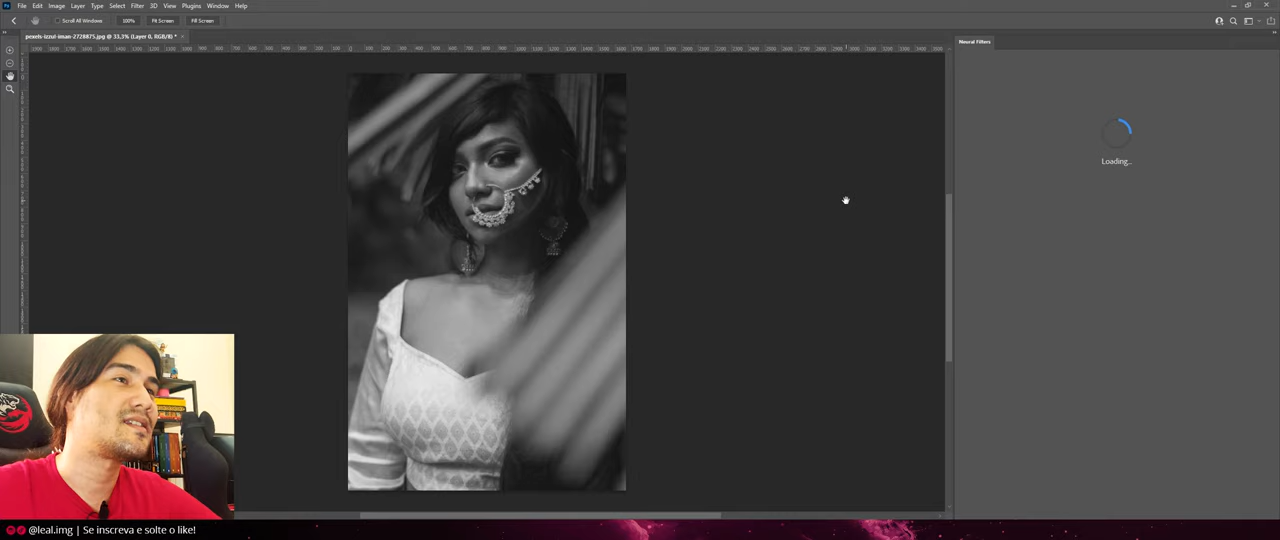 File Edit Image Layer Type Select Filter 3D View Plugins Window Help
Scroll All Windows 100% Fit Screen Fill Screen
pexels-izzul-iman-2728875.jpg @ 33,3% (Layer 0, RGB/8) *
Neural Filters
Loading...
@leal.img | Se inscreva e solte o like!